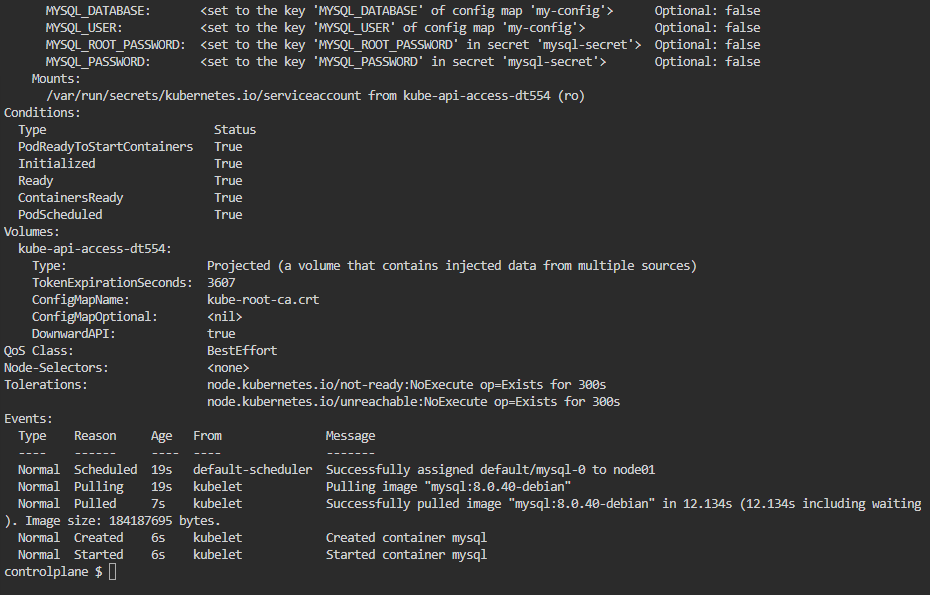 MYSQL_DATABASE:       <set to the key 'MYSQL_DATABASE' of config map 'my-config'>      Optional: false
MYSQL_USER:           <set to the key 'MYSQL_USER' of config map 'my-config'>          Optional: false
MYSQL_ROOT_PASSWORD:  <set to the key 'MYSQL_ROOT_PASSWORD' in secret 'mysql-secret'>  Optional: false
MYSQL_PASSWORD:       <set to the key 'MYSQL_PASSWORD' in secret 'mysql-secret'>       Optional: false
Mounts:
/var/run/secrets/kubernetes.io/serviceaccount from kube-api-access-dt554 (ro)
Conditions:
Type                        Status
PodReadyToStartContainers   True
Initialized                 True
Ready                       True
ContainersReady             True
PodScheduled                True
Volumes:
kube-api-access-dt554:
Type:                    Projected (a volume that contains injected data from multiple sources)
TokenExpirationSeconds:  3607
ConfigMapName:           kube-root-ca.crt
ConfigMapOptional:       <nil>
DownwardAPI:             true
QoS Class:                   BestEffort
Node-Selectors:              <none>
Tolerations:                 node.kubernetes.io/not-ready:NoExecute op=Exists for 300s
node.kubernetes.io/unreachable:NoExecute op=Exists for 300s
Events:
Type    Reason     Age   From               Message
----    ------     ----  ----               -------
Normal  Scheduled  19s   default-scheduler  Successfully assigned default/mysql-0 to node01
Normal  Pulling    19s   kubelet            Pulling image "mysql:8.0.40-debian"
Normal  Pulled     7s    kubelet            Successfully pulled image "mysql:8.0.40-debian" in 12.134s (12.134s including waiting
). Image size: 184187695 bytes.
Normal  Created    6s    kubelet            Created container mysql
Normal  Started    6s    kubelet            Started container mysql
controlplane $